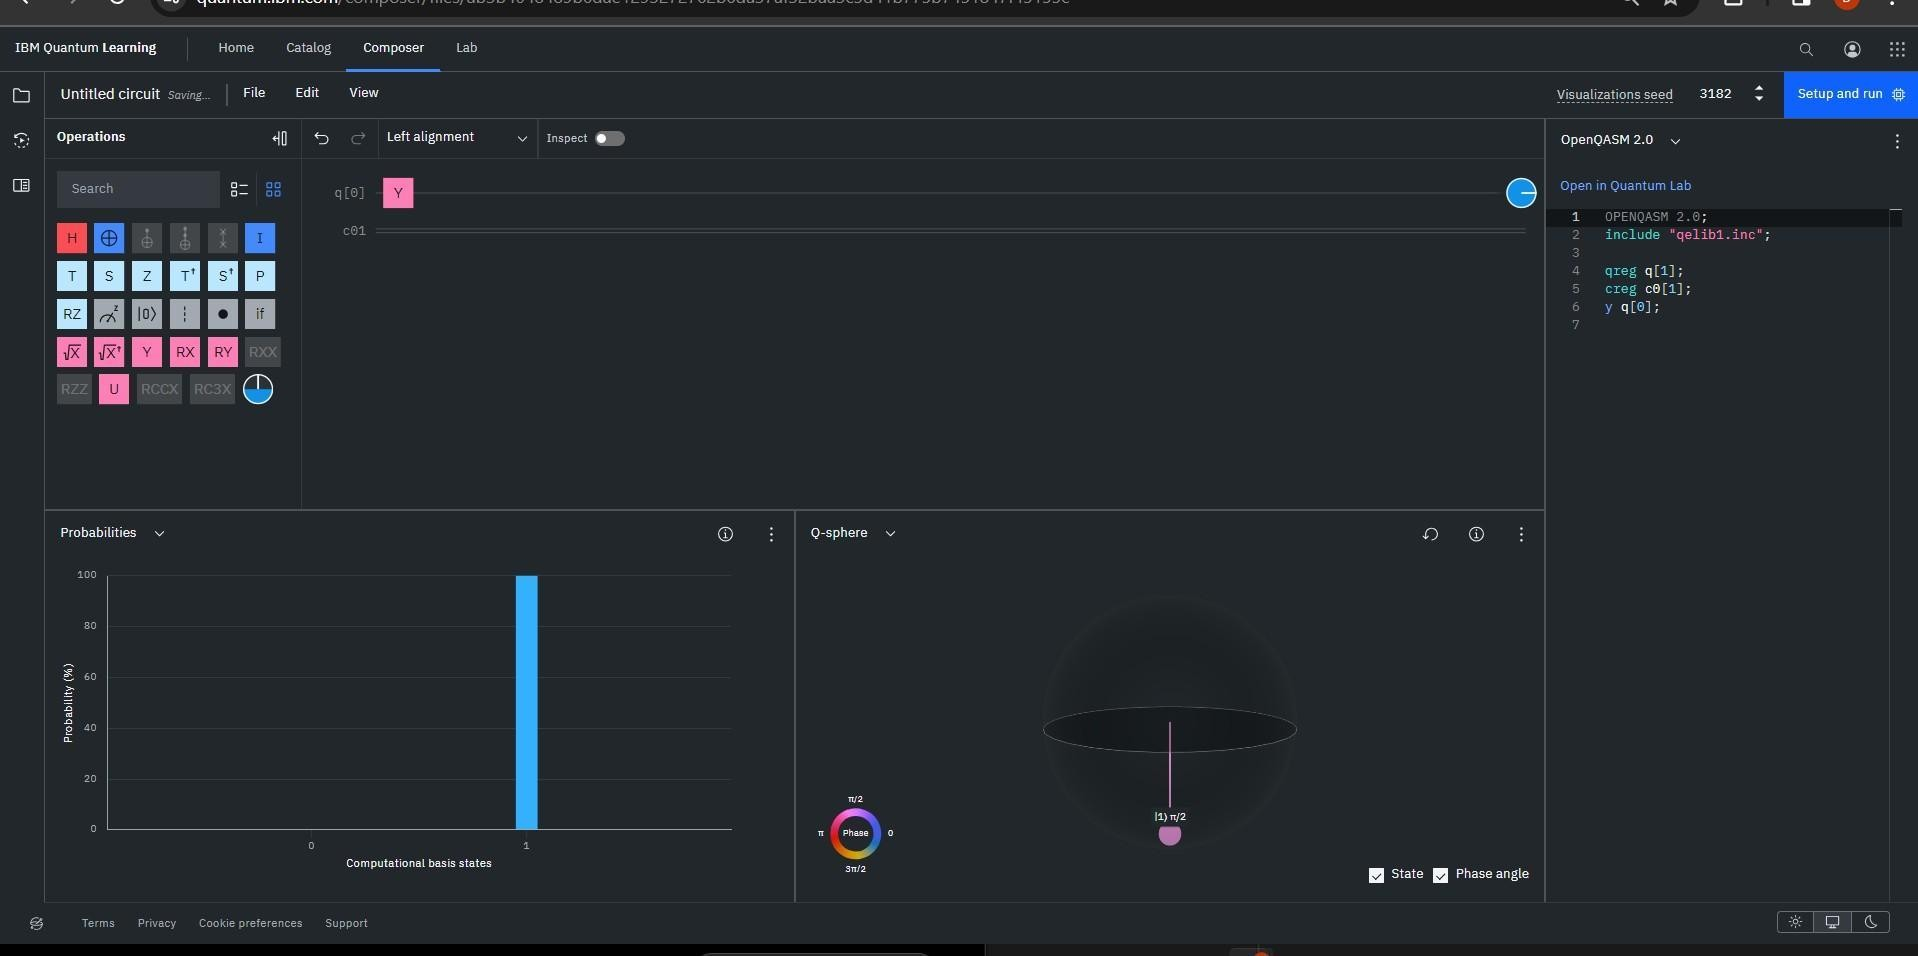 IBM Quantum Learning Home Catalog Composer Lab
Untitled circuit Saving... File Edit View Visualizations seed 3182 Setup and run
Operations Left alignment Inspect OpenQASM 2.0
Search
Open in Quantum Lab
q[0] Y
c01
H I
T S Z T† S† P
RZ z |0⟩ if
√X √X† Y RX RY RXX
RZZ U RCCX RC3X
1 OPENQASM 2.0;
2 include "qelib1.inc";
3
4 qreg q[1];
5 creg c0[1];
6 y q[0];
7
Probabilities
100
80
60
40
20
0
Probability (%)
0 1
Computational basis states
Q-sphere
|1⟩ π/2
π/2
π Phase 0
3π/2
State Phase angle
Terms Privacy Cookie preferences Support